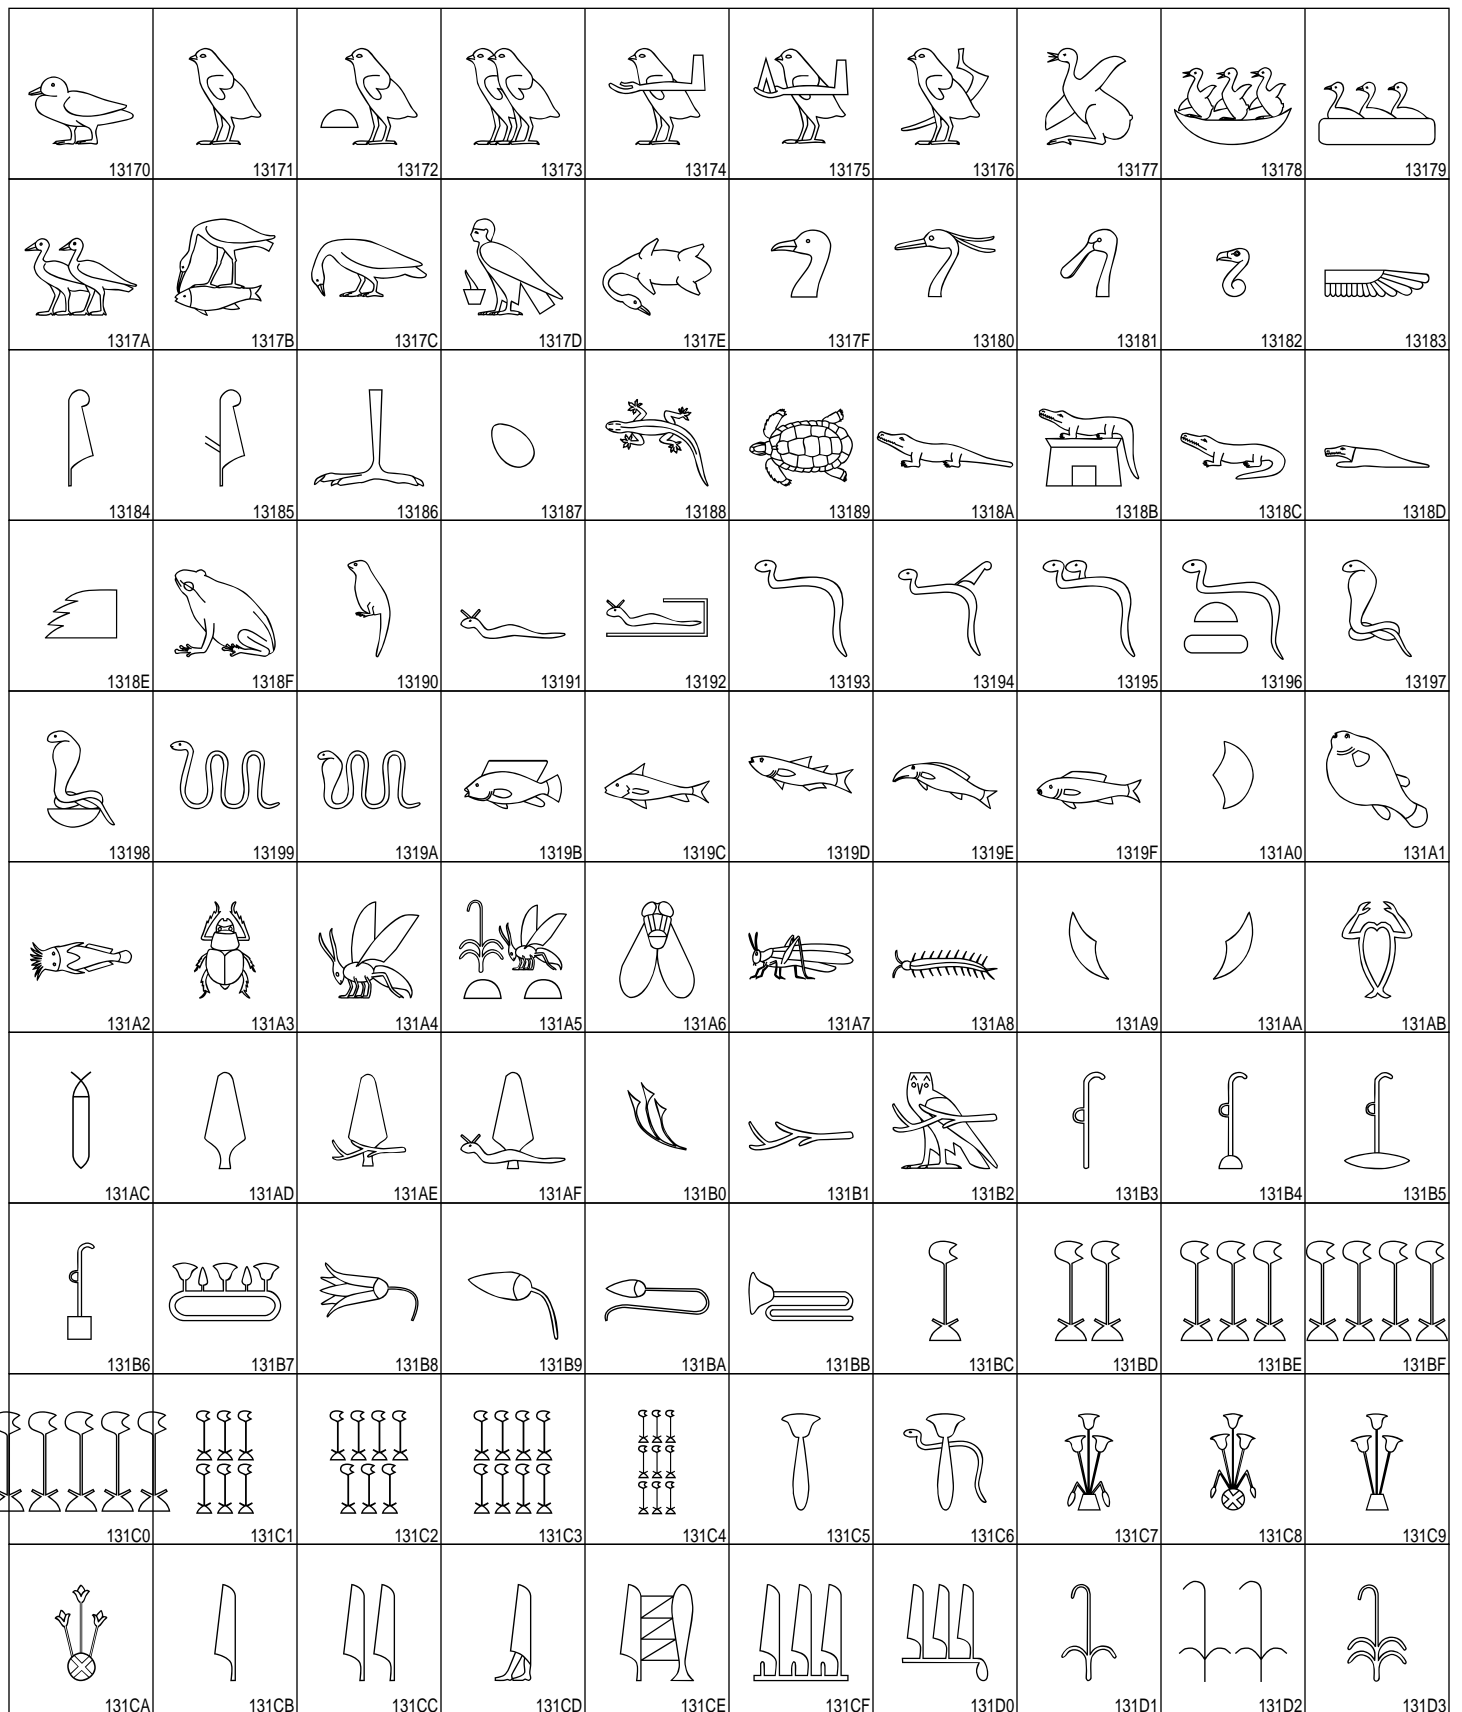 𓅰 𓅱 𓅲 𓅳 𓅴 𓅵 𓅶 𓅷 𓅸 𓅹
13170 13171 13172 13173 13174 13175 13176 13177 13178 13179
𓅺 𓅻 𓅼 𓅽 𓅾 𓅿 𓆀 𓆁 𓆂 𓆃
1317A 1317B 1317C 1317D 1317E 1317F 13180 13181 13182 13183
𓆄 𓆅 𓆆 𓆇 𓆈 𓆉 𓆊 𓆋 𓆌 𓆍
13184 13185 13186 13187 13188 13189 1318A 1318B 1318C 1318D
𓆎 𓆏 𓆐 𓆑 𓆒 𓆓 𓆔 𓆕 𓆖 𓆗
1318E 1318F 13190 13191 13192 13193 13194 13195 13196 13197
𓆘 𓆙 𓆚 𓆛 𓆜 𓆝 𓆞 𓆟 𓆠 𓆡
13198 13199 1319A 1319B 1319C 1319D 1319E 1319F 131A0 131A1
𓆢 𓆣 𓆤 𓆥 𓆦 𓆧 𓆨 𓆩 𓆪 𓆫
131A2 131A3 131A4 131A5 131A6 131A7 131A8 131A9 131AA 131AB
𓆬 𓆭 𓆮 𓆯 𓆰 𓆱 𓆲 𓆳 𓆴 𓆵
131AC 131AD 131AE 131AF 131B0 131B1 131B2 131B3 131B4 131B5
𓆶 𓆷 𓆸 𓆹 𓆺 𓆻 𓆼 𓆽 𓆾 𓆿
131B6 131B7 131B8 131B9 131BA 131BB 131BC 131BD 131BE 131BF
𓇀 𓇁 𓇂 𓇃 𓇄 𓇅 𓇆 𓇇 𓇈 𓇉
131C0 131C1 131C2 131C3 131C4 131C5 131C6 131C7 131C8 131C9
𓇊 𓇋 𓇌 𓇍 𓇎 𓇏 𓇐 𓇑 𓇒 𓇓
131CA 131CB 131CC 131CD 131CE 131CF 131D0 131D1 131D2 131D3